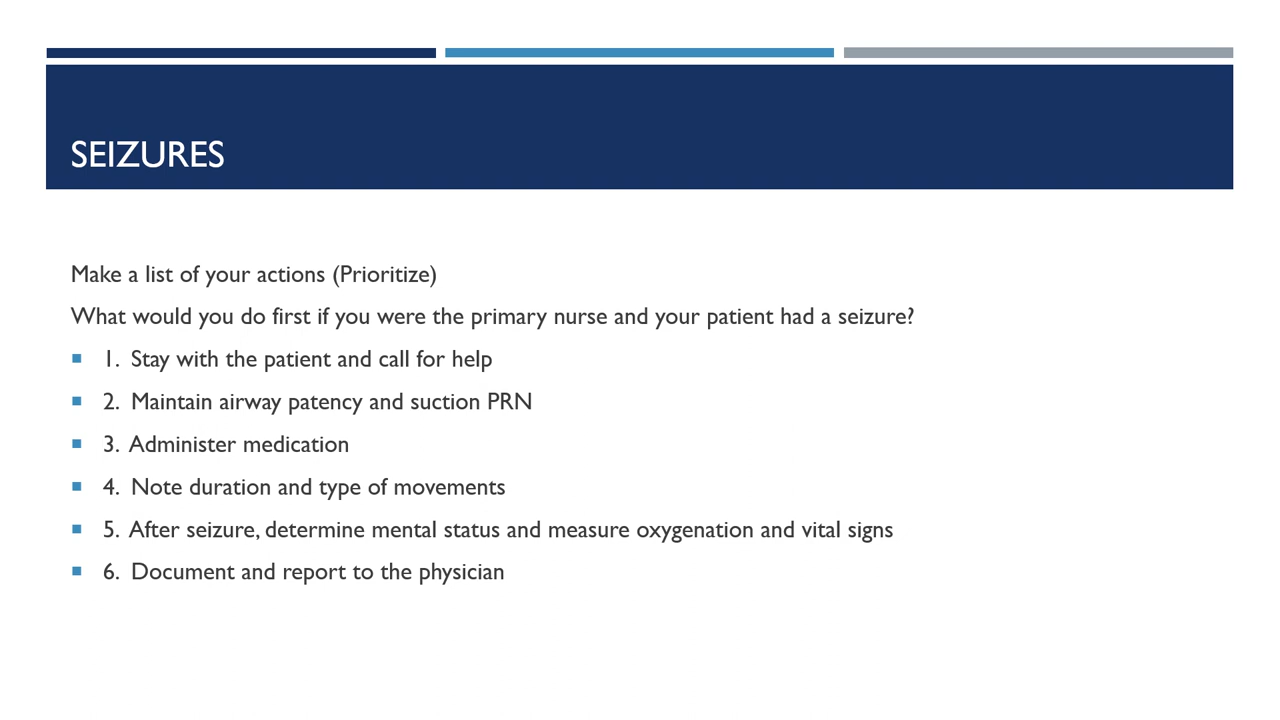 SEIZURES
Make a list of your actions (Prioritize)
What would you do first if you were the primary nurse and your patient had a seizure?
1. Stay with the patient and call for help
2. Maintain airway patency and suction PRN
3. Administer medication
4. Note duration and type of movements
5. After seizure, determine mental status and measure oxygenation and vital signs
6. Document and report to the physician